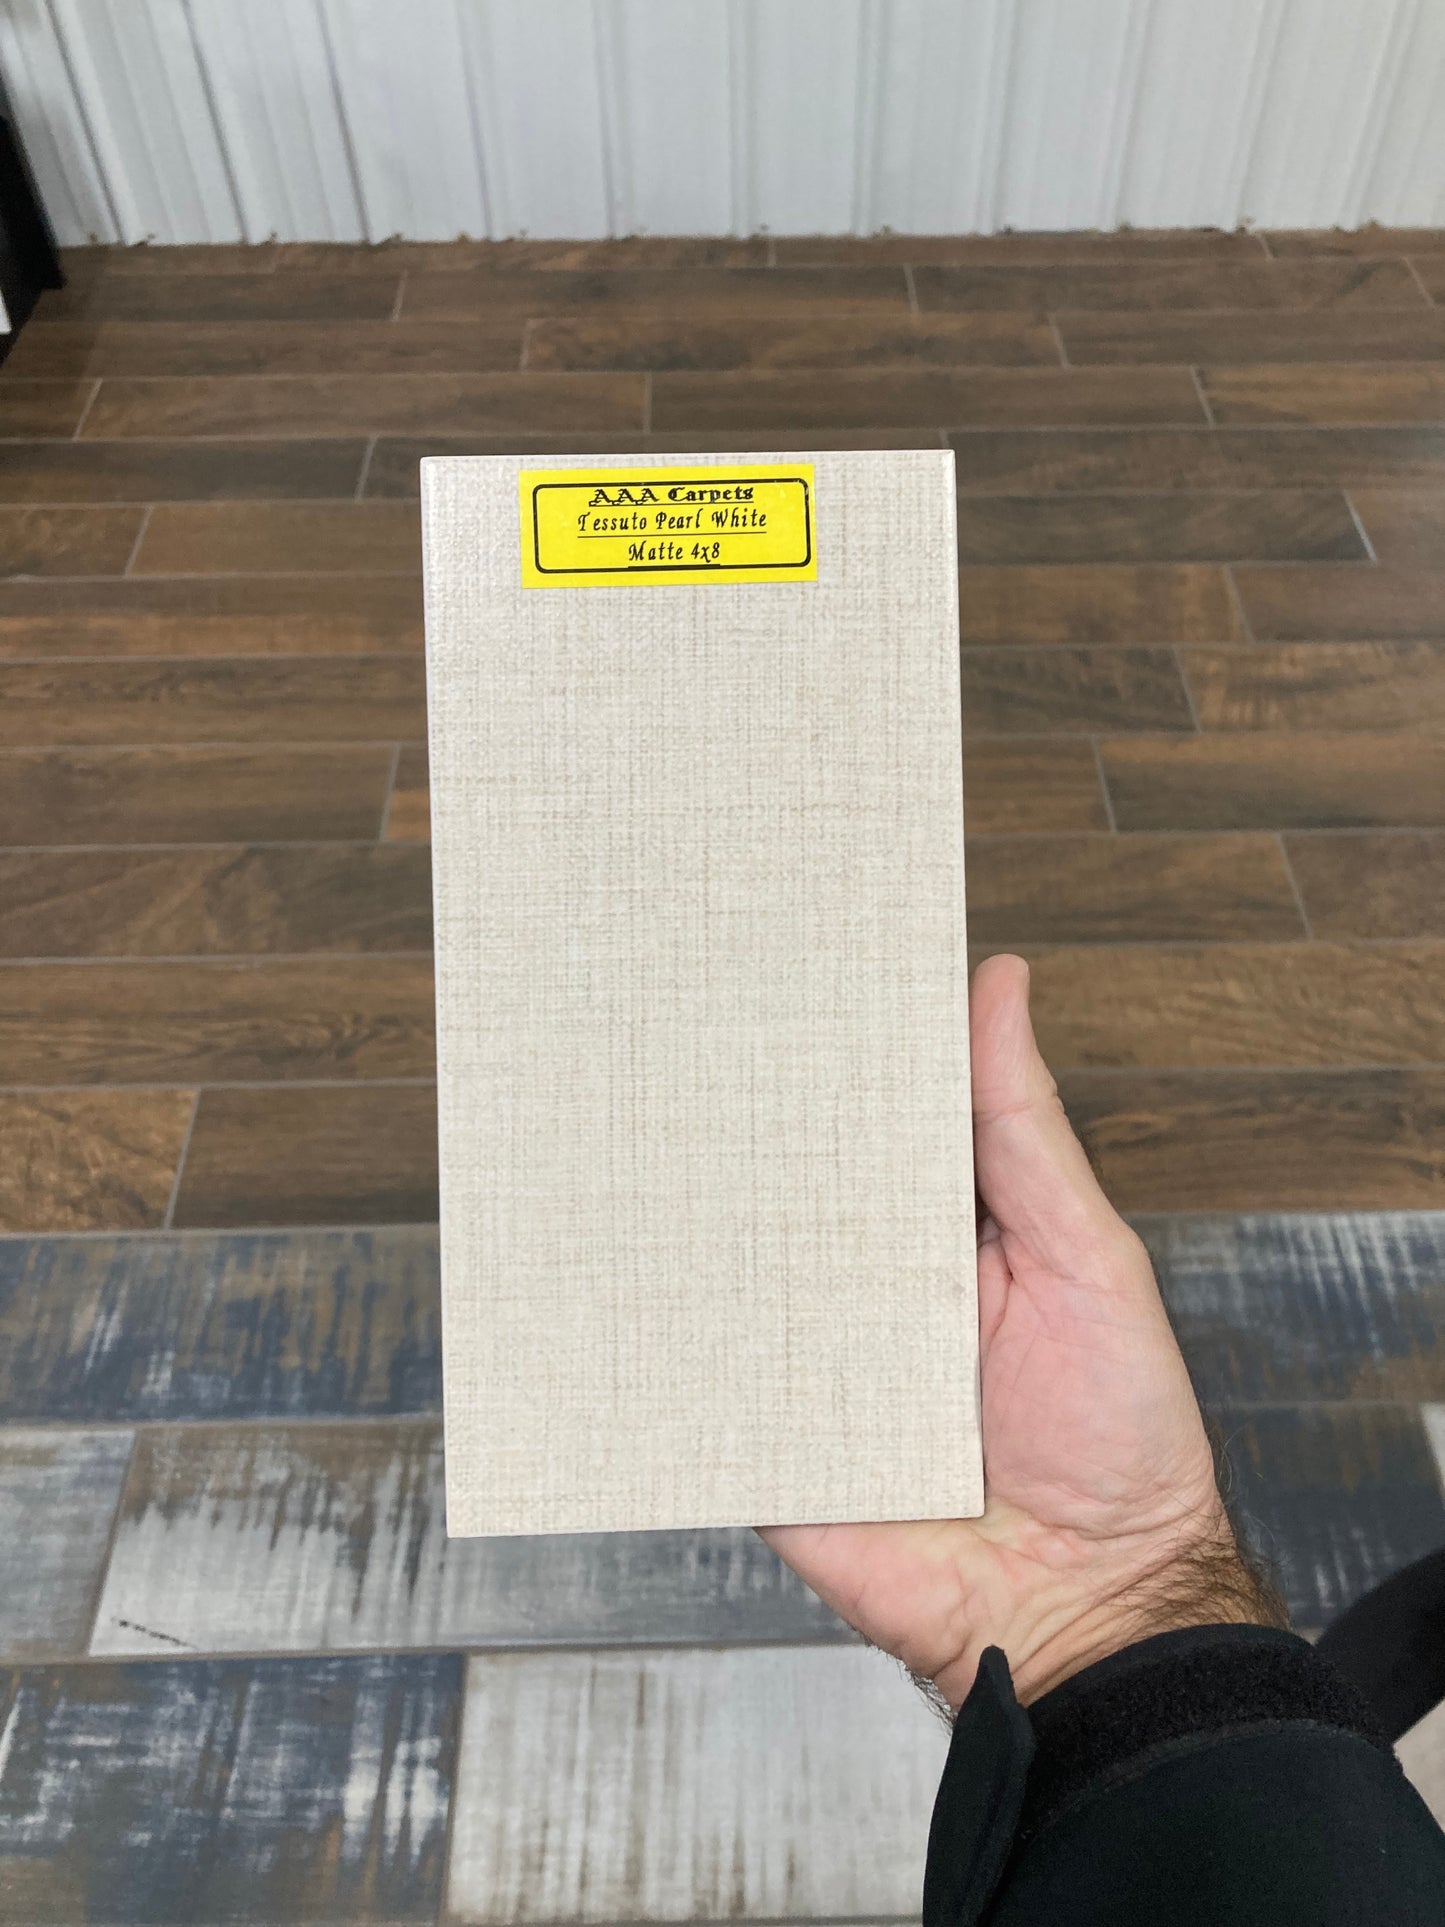 AAA Carpets
Tessuto Pearl White
Matte 4x8